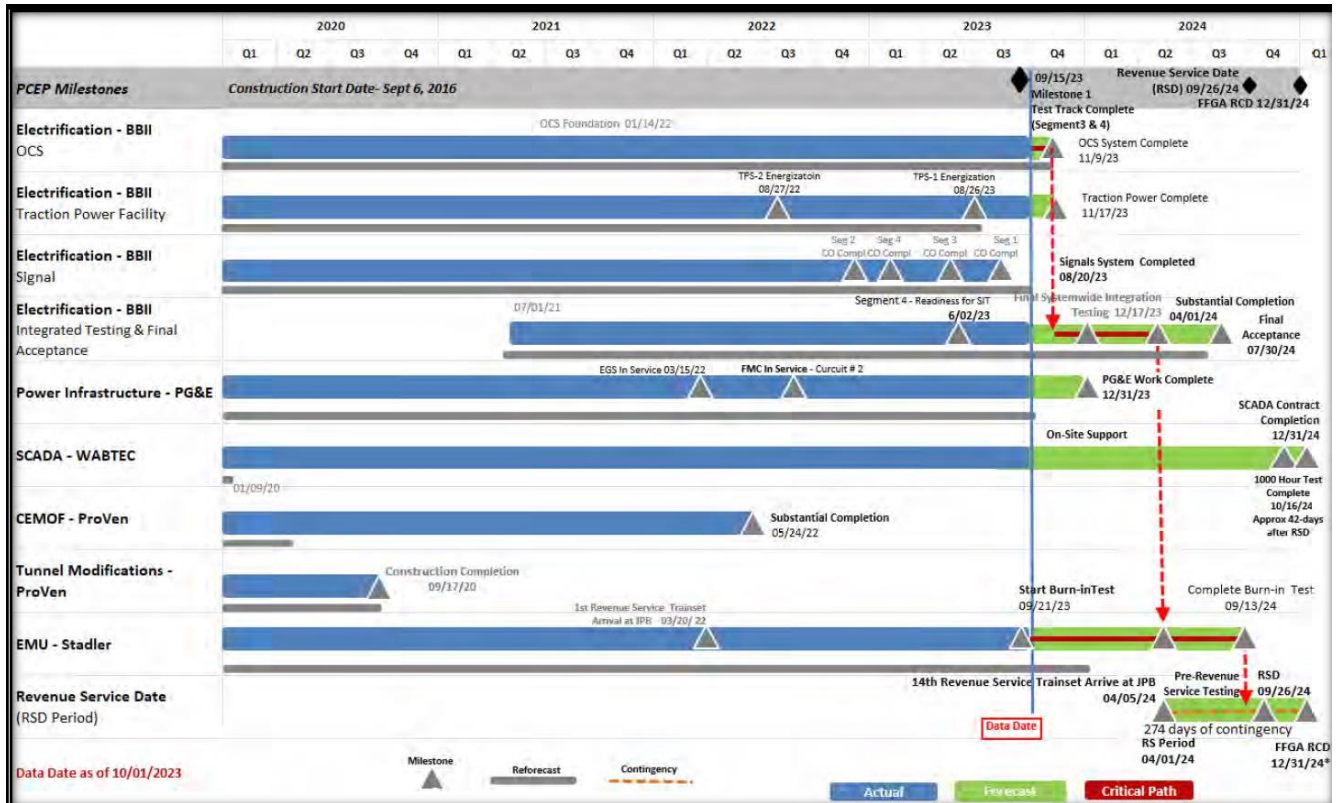 2020 2021 2022 2023 2024
Q1 Q2 Q3 Q4 Q1 Q2 Q3 Q4 Q1 Q2 Q3 Q4 Q1 Q2 Q3 Q4 Q1 Q2 Q3 Q4 Q1
PCEP Milestones
Construction Start Date- Sept 6, 2016
09/15/23
Milestone 1
Test Track Complete
(Segment3 & 4)
Revenue Service Date
(RSD) 09/26/24
FFGA RCD 12/31/24
Electrification - BBII
OCS
OCS Foundation 01/14/22
OCS System Complete
11/9/23
Electrification - BBII
Traction Power Facility
TPS-2 Energizatoin
08/27/22
TPS-1 Energization
08/26/23
Traction Power Complete
11/17/23
Electrification - BBII
Signal
Seg 2 Seg 4 Seg 3 Seg 1
CO Compl CO Compl CO Compl CO Compl
Signals System Completed
08/20/23
Electrification - BBII
Integrated Testing & Final
Acceptance
07/01/21
Segment 4 - Readiness for SIT
6/02/23
Final Systemwide Integration
Testing 12/17/23
Substantial Completion
04/01/24
Final
Acceptance
07/30/24
Power Infrastructure - PG&E
EGS In Service 03/15/22
FMC In Service - Curcuit # 2
PG&E Work Complete
12/31/23
SCADA - WABTEC
01/09/20
On-Site Support
SCADA Contract
Completion
12/31/24
1000 Hour Test
Complete
10/16/24
Approx 42-days
after RSD
CEMOF - ProVen
Substantial Completion
05/24/22
Tunnel Modifications -
ProVen
Construction Completion
09/17/20
EMU - Stadler
1st Revenue Service Trainset
Arrival at JPB 03/20/ 22
Start Burn-inTest
09/21/23
Complete Burn-in Test
09/13/24
14th Revenue Service Trainset Arrive at JPB
04/05/24
Revenue Service Date
(RSD Period)
Pre-Revenue
Service Testing
RSD
09/26/24
274 days of contingency
RS Period
04/01/24
FFGA RCD
12/31/24*
Data Date
Data Date as of 10/01/2023
Milestone
Reforecast
Contingency
Actual
Forecast
Critical Path